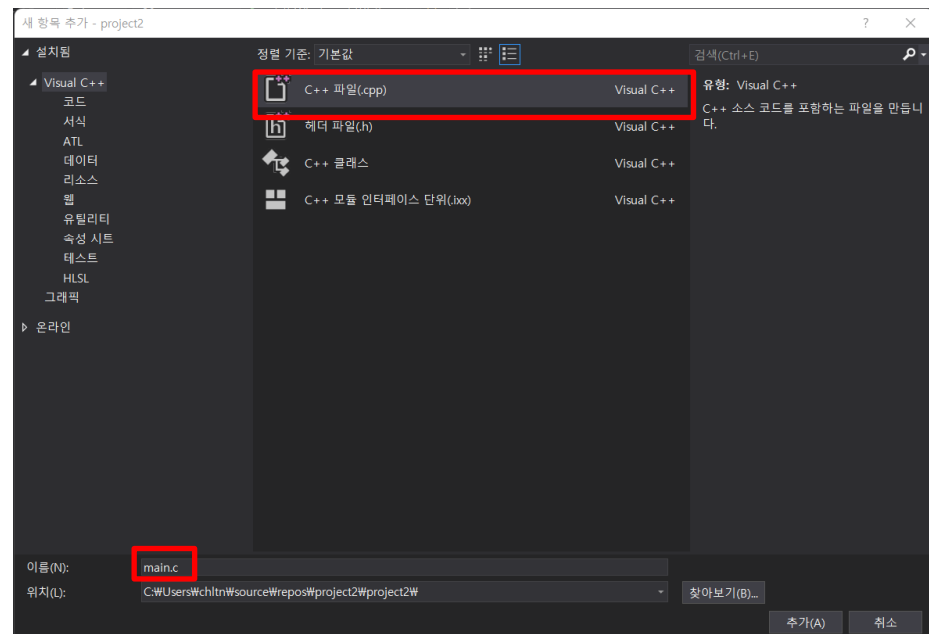 새 항목 추가 - project2
설치됨
정렬 기준: 기본값
검색(Ctrl+E)
Visual C++
코드
서식
ATL
데이터
리소스
웹
유틸리티
속성 시트
테스트
HLSL
그래픽
온라인
C++ 파일(.cpp) Visual C++
헤더 파일(.h) Visual C++
C++ 클래스 Visual C++
C++ 모듈 인터페이스 단위(.ixx) Visual C++
유형: Visual C++
C++ 소스 코드를 포함하는 파일을 만듭니
다.
이름(N): main.c
위치(L): C:₩Users₩chltn₩source₩repos₩project2₩project2₩ 찾아보기(B)...
추가(A) 취소